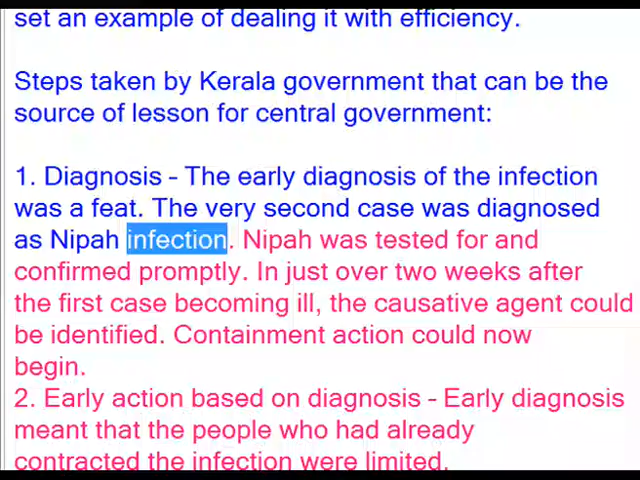 set an example of dealing it with efficiency.
Steps taken by Kerala government that can be the
source of lesson for central government:
1. Diagnosis - The early diagnosis of the infection
was a feat. The very second case was diagnosed
as Nipah infection. Nipah was tested for and
confirmed promptly. In just over two weeks after
the first case becoming ill, the causative agent could
be identified. Containment action could now
begin.
2. Early action based on diagnosis - Early diagnosis
meant that the people who had already
contracted the infection were limited.